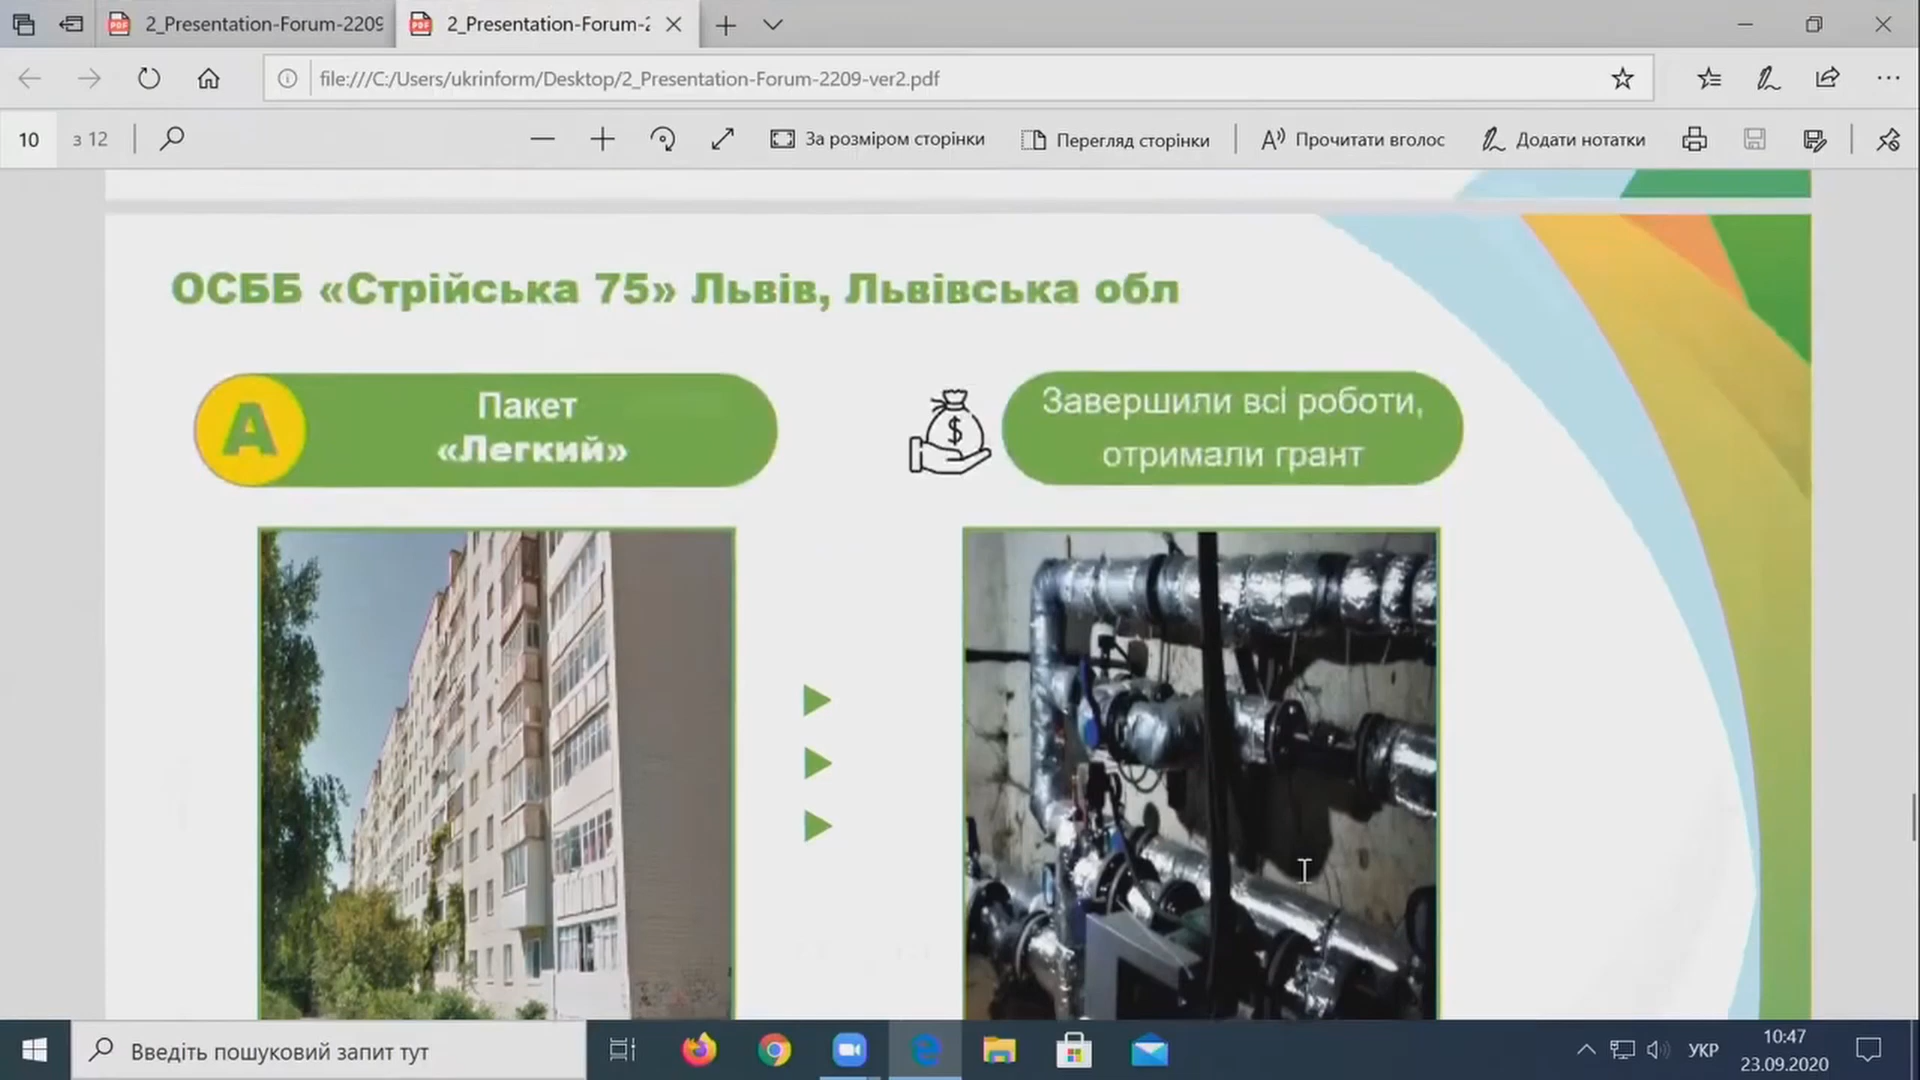 2_Presentation-Forum-2209
2_Presentation-Forum-2
file:///C:/Users/ukrinform/Desktop/2_Presentation-Forum-2209-ver2.pdf
10 з 12
За розміром сторінки
Перегляд сторінки
Прочитати вголос
Додати нотатки
ОСББ «Стрійська 75» Львів, Львівська обл
А
Пакет
«Легкий»
$
Завершили всі роботи,
отримали грант
Введіть пошуковий запит тут
УКР
10:47
23.09.2020